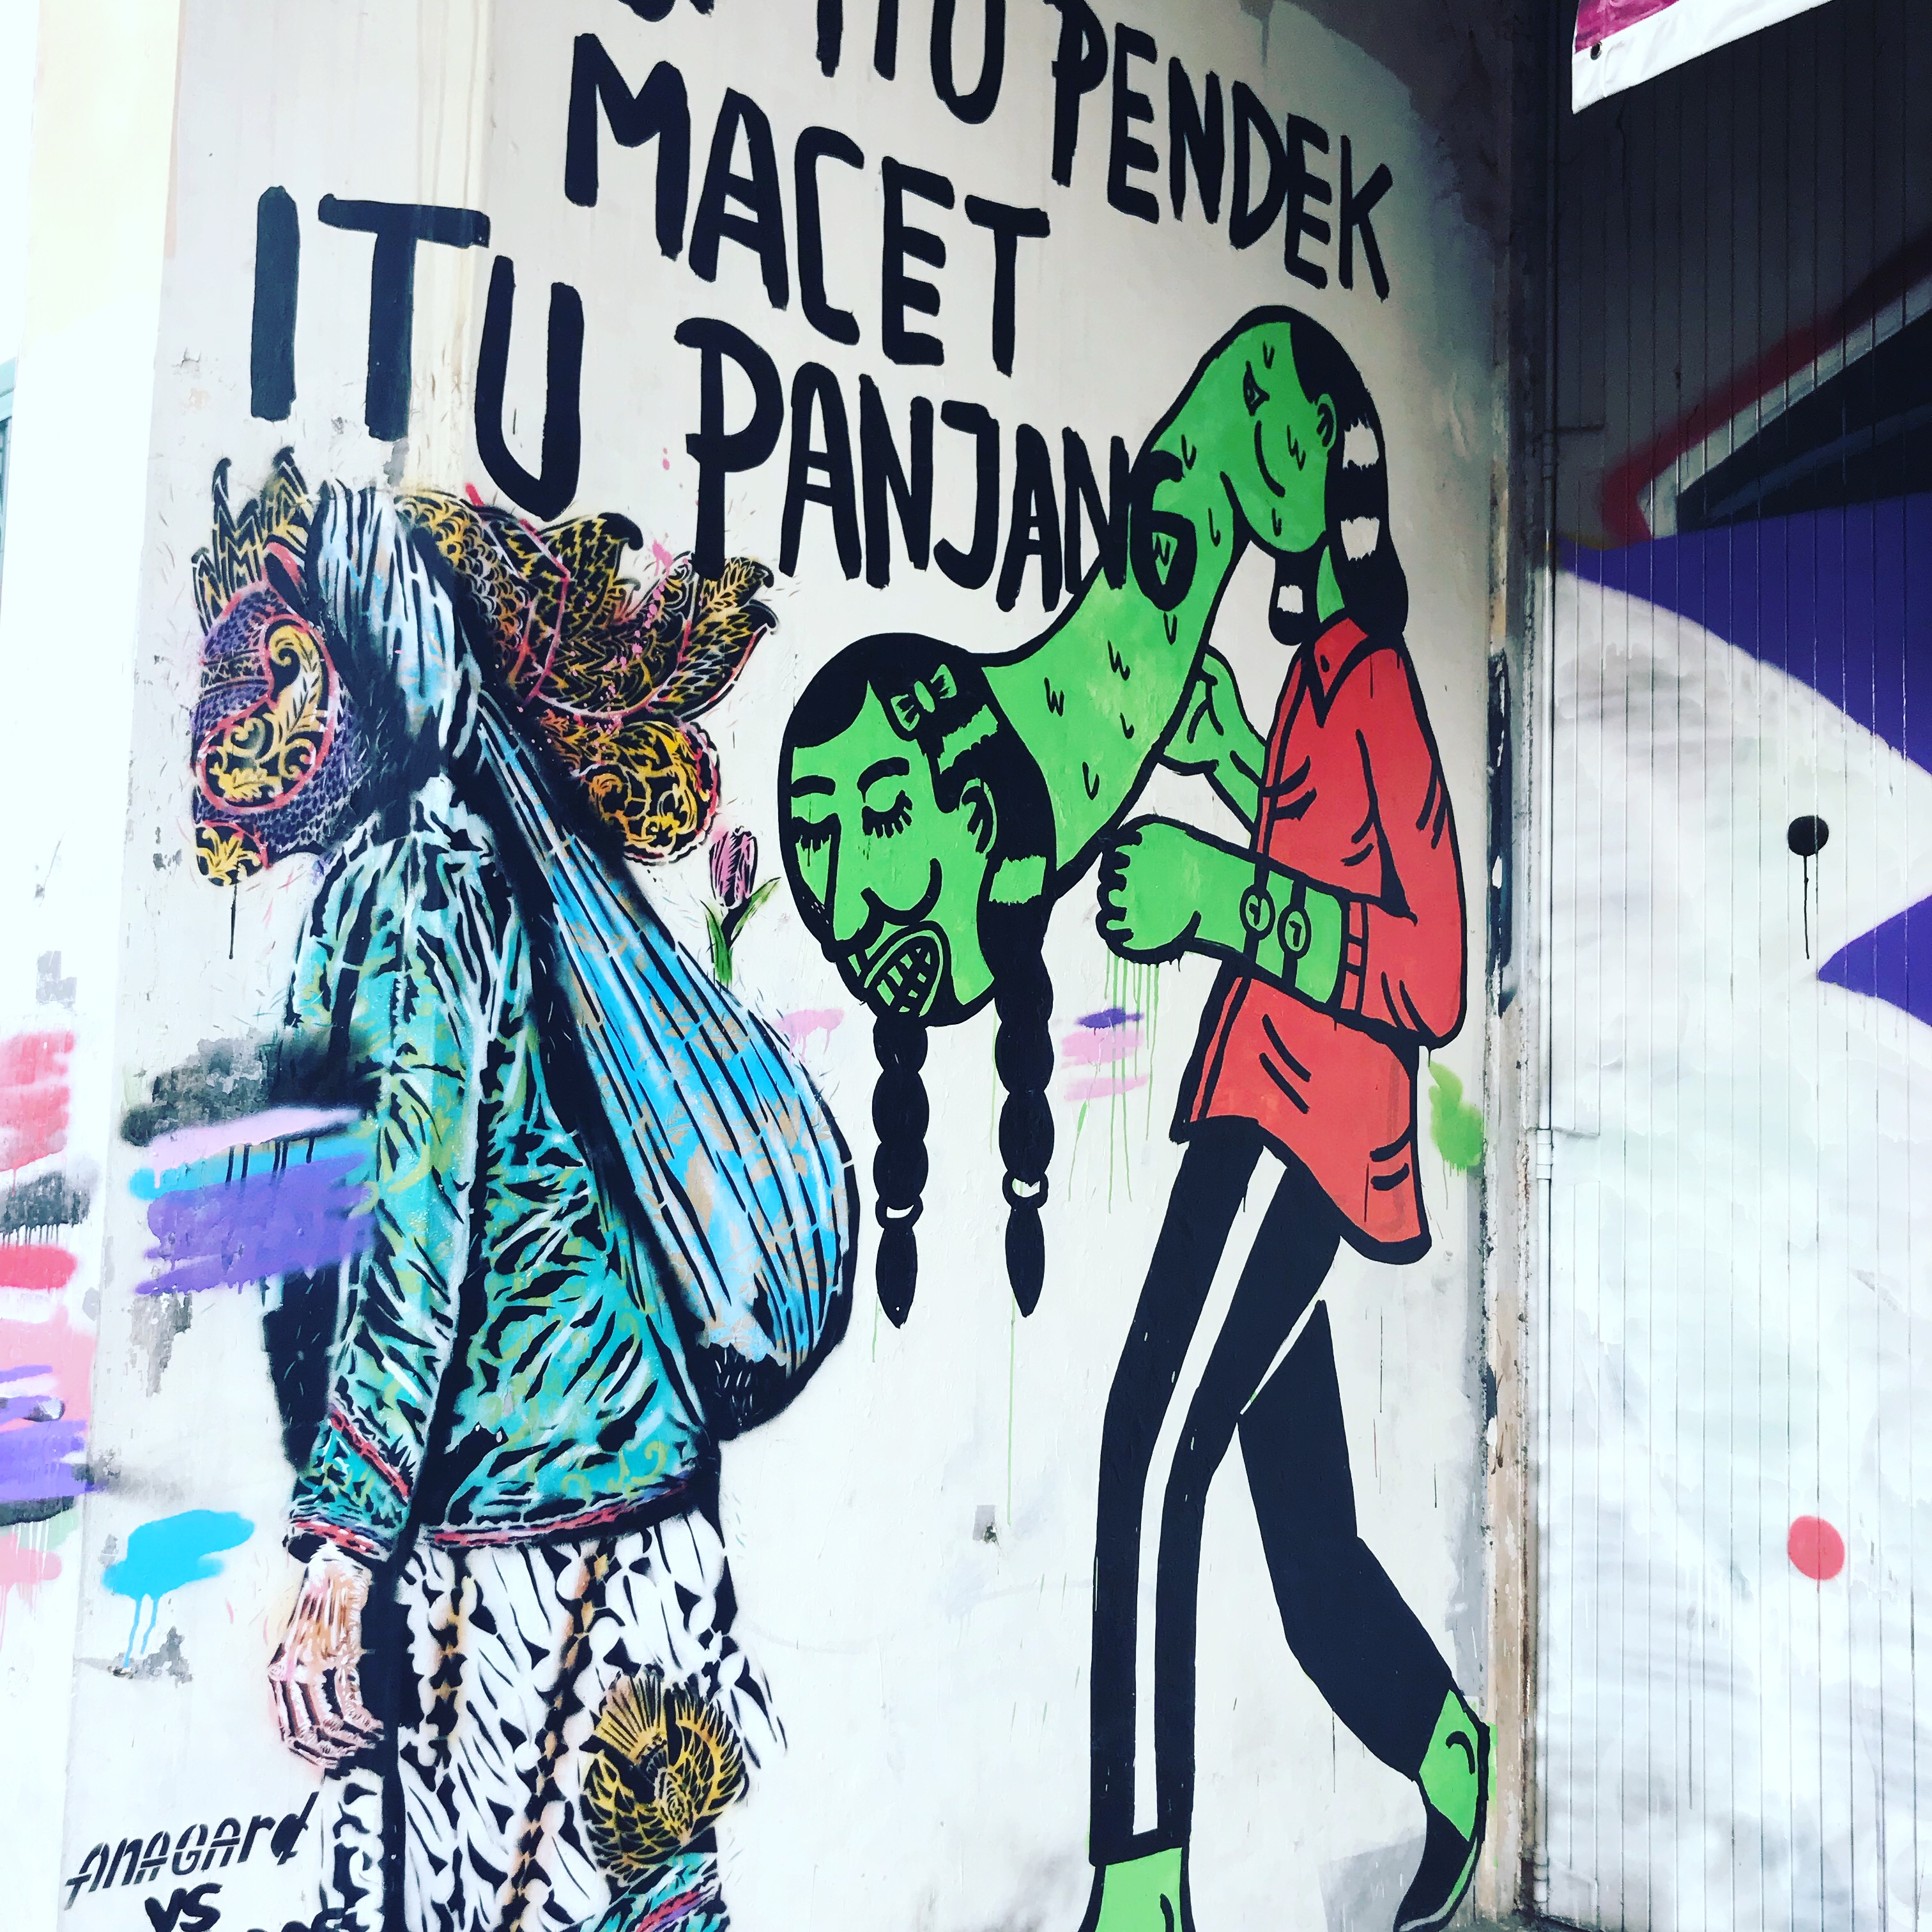 ITU PENDEK
MACET
ITU PANJANG
ANAGARd
VS